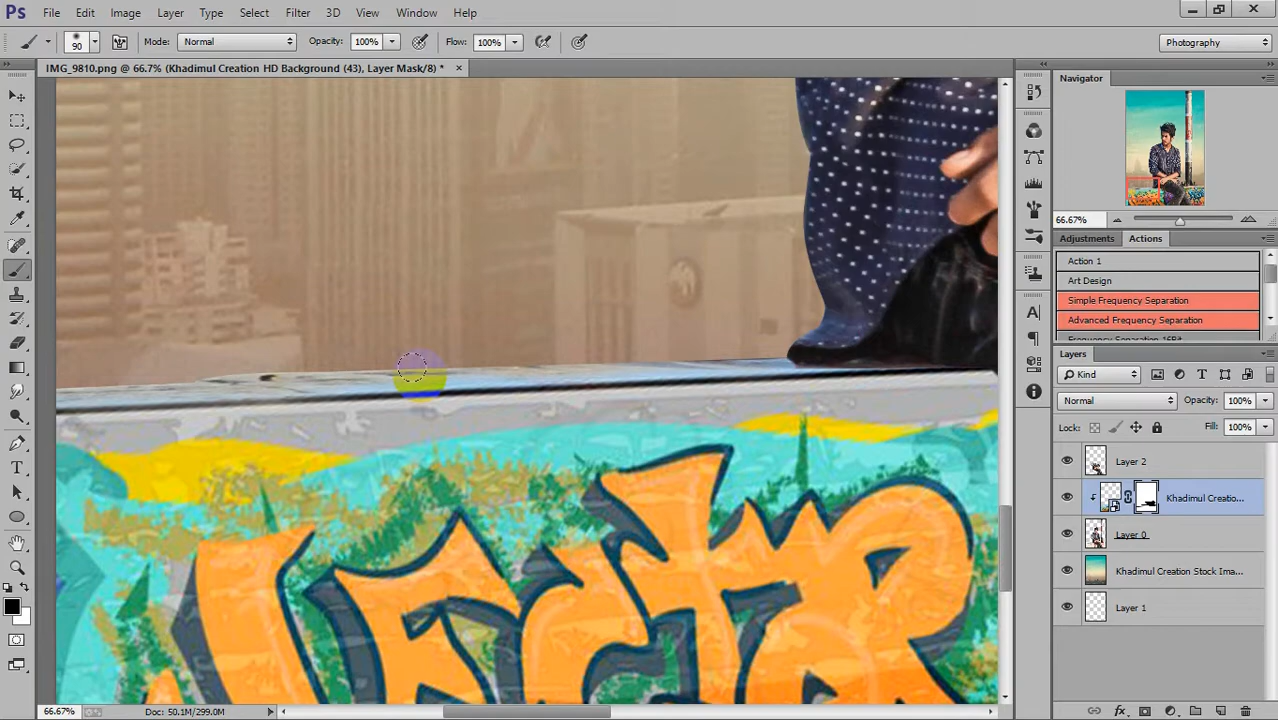 Ps File Edit Image Layer Type Select Filter 3D View Window Help
90 Mode: Normal Opacity: 100% Flow: 100% Photography
IMG_9810.png @ 66.7% (Khadimul Creation HD Background (43), Layer Mask/8) *
Navigator
66.67%
Adjustments Actions
Action 1
Art Design
Simple Frequency Separation
Advanced Frequency Separation
Frequency Separation 16Bit
Layers
Kind
Normal Opacity: 100%
Lock: Fill: 100%
Layer 2
Khadimul Creatio...
Layer 0
Khadimul Creation Stock Ima...
Layer 1
66.67% Doc: 50.1M/299.0M